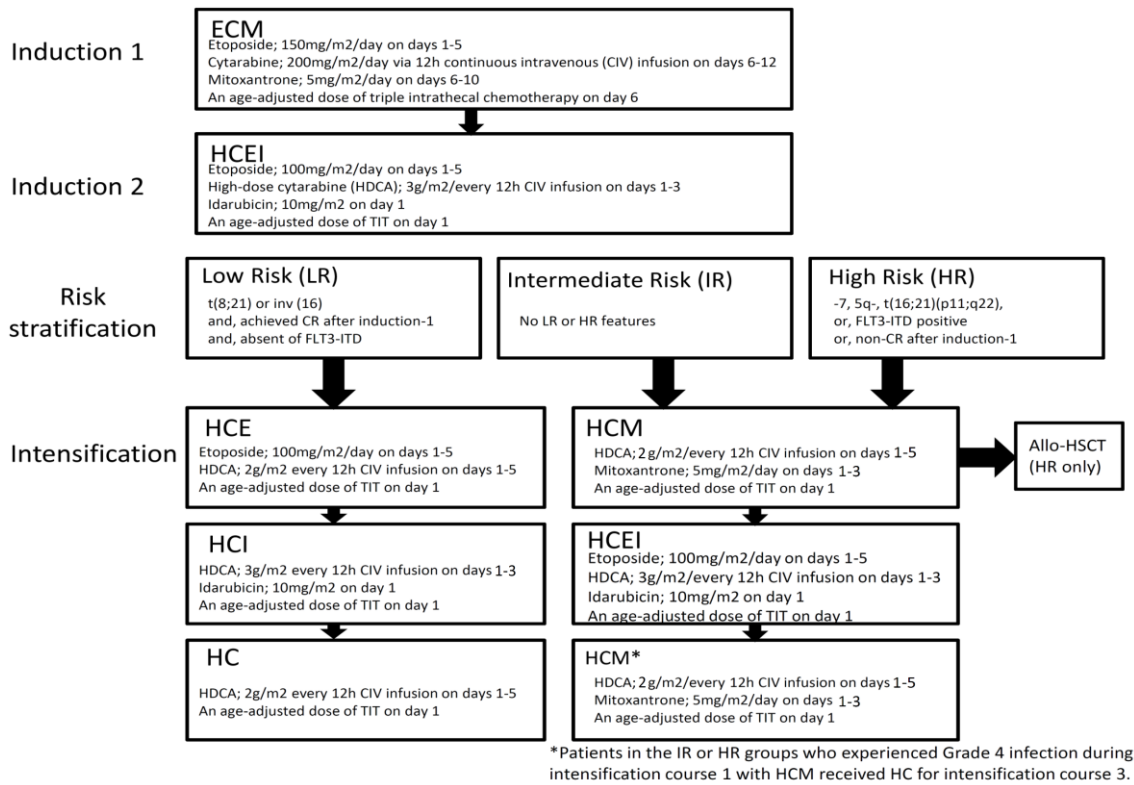 Induction 1
ECM
Etoposide; 150mg/m2/day on days 1-5
Cytarabine; 200mg/m2/day via 12h continuous intravenous (CIV) infusion on days 6-12
Mitoxantrone; 5mg/m2/day on days 6-10
An age-adjusted dose of triple intrathecal chemotherapy on day 6
Induction 2
HCEI
Etoposide; 100mg/m2/day on days 1-5
High-dose cytarabine (HDCA); 3g/m2/every 12h CIV infusion on days 1-3
Idarubicin; 10mg/m2 on day 1
An age-adjusted dose of TIT on day 1
Risk
stratification
Low Risk (LR)
t(8;21) or inv (16)
and, achieved CR after induction-1
and, absent of FLT3-ITD
Intermediate Risk (IR)
No LR or HR features
High Risk (HR)
-7, 5q-, t(16;21)(p11;q22),
or, FLT3-ITD positive
or, non-CR after induction-1
Intensification
HCE
Etoposide; 100mg/m2/day on days 1-5
HDCA; 2g/m2 every 12h CIV infusion on days 1-5
An age-adjusted dose of TIT on day 1
HCM
HDCA; 2g/m2/every 12h CIV infusion on days 1-5
Mitoxantrone; 5mg/m2/day on days 1-3
An age-adjusted dose of TIT on day 1
Allo-HSCT
(HR only)
HCI
HDCA; 3g/m2 every 12h CIV infusion on days 1-3
Idarubicin; 10mg/m2 on day 1
An age-adjusted dose of TIT on day 1
HCEI
Etoposide; 100mg/m2/day on days 1-5
HDCA; 3g/m2/every 12h CIV infusion on days 1-3
Idarubicin; 10mg/m2 on day 1
An age-adjusted dose of TIT on day 1
HC
HDCA; 2g/m2 every 12h CIV infusion on days 1-5
An age-adjusted dose of TIT on day 1
HCM*
HDCA; 2g/m2/every 12h CIV infusion on days 1-5
Mitoxantrone; 5mg/m2/day on days 1-3
An age-adjusted dose of TIT on day 1
*Patients in the IR or HR groups who experienced Grade 4 infection during
intensification course 1 with HCM received HC for intensification course 3.